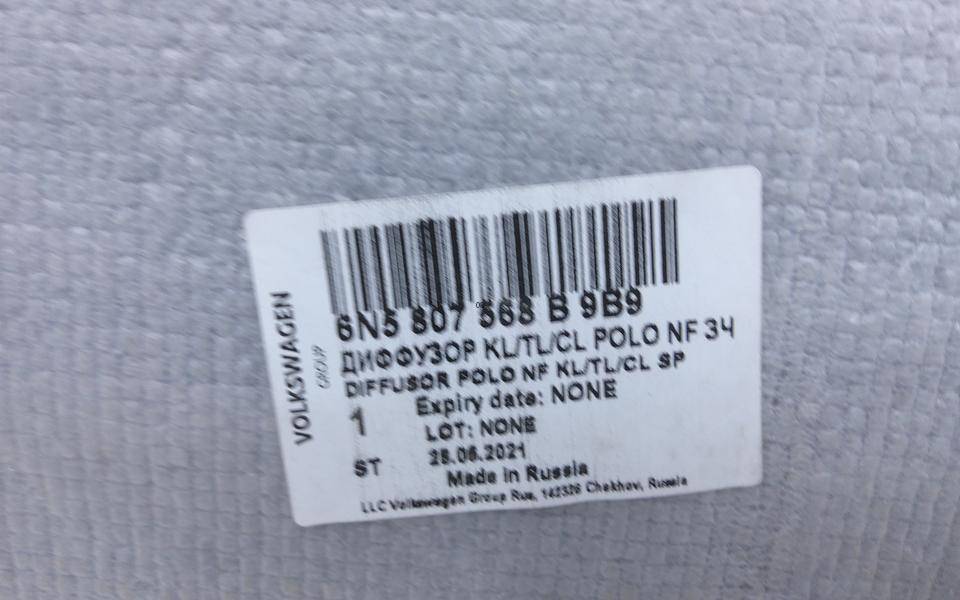 VOLKSWAGEN
GROUP
6N5 807 568 B 9B9
ДИФФУЗОР KL/TL/CL POLO NF ЗЧ
DIFFUSOR POLO NF KL/TL/CL SP
1 Expiry date: NONE
LOT: NONE
ST 28.06.2021
Made in Russia
LLC Volkswagen Group Rus, 142326 Chekhov, Russia